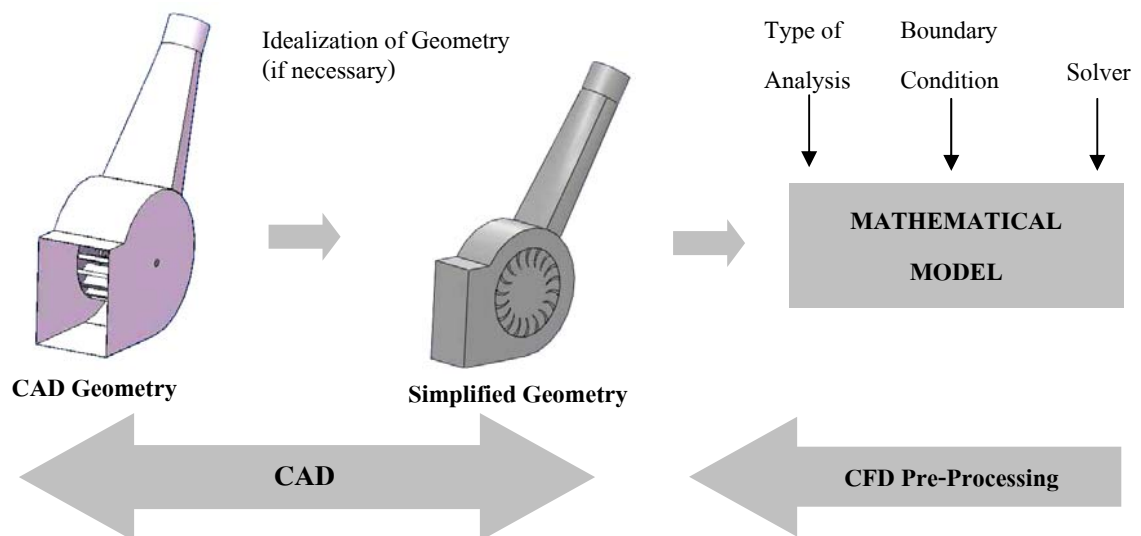 Idealization of Geometry
(if necessary)
Type of
Analysis
Boundary
Condition
Solver
MATHEMATICAL
MODEL
CAD Geometry
Simplified Geometry
CAD
CFD Pre-Processing